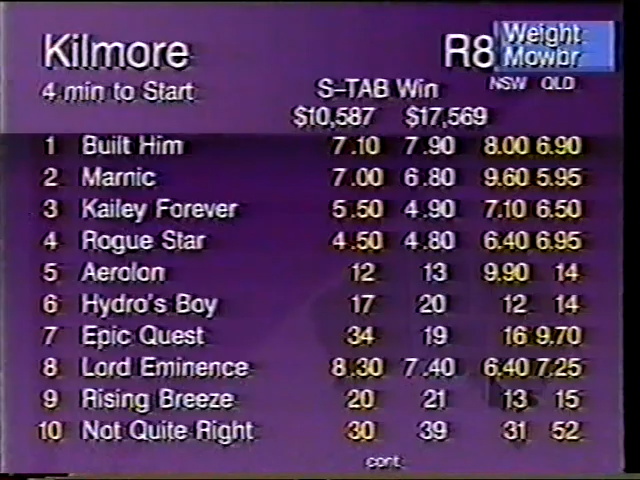 Kilmore R8 Weight:
Mowbr
4 min to Start S-TAB Win NSW QLD
$10,587 $17,569
1 Built Him 7.10 7.90 8.00 6.90
2 Marnic 7.00 6.80 9.60 5.95
3 Kailey Forever 5.50 4.90 7.10 6.50
4 Rogue Star 4.50 4.80 6.40 6.95
5 Aerolon 12 13 9.90 14
6 Hydro's Boy 17 20 12 14
7 Epic Quest 34 19 16 9.70
8 Lord Eminence 8.30 7.40 6.40 7.25
9 Rising Breeze 20 21 13 15
10 Not Quite Right 30 39 31 52
cont